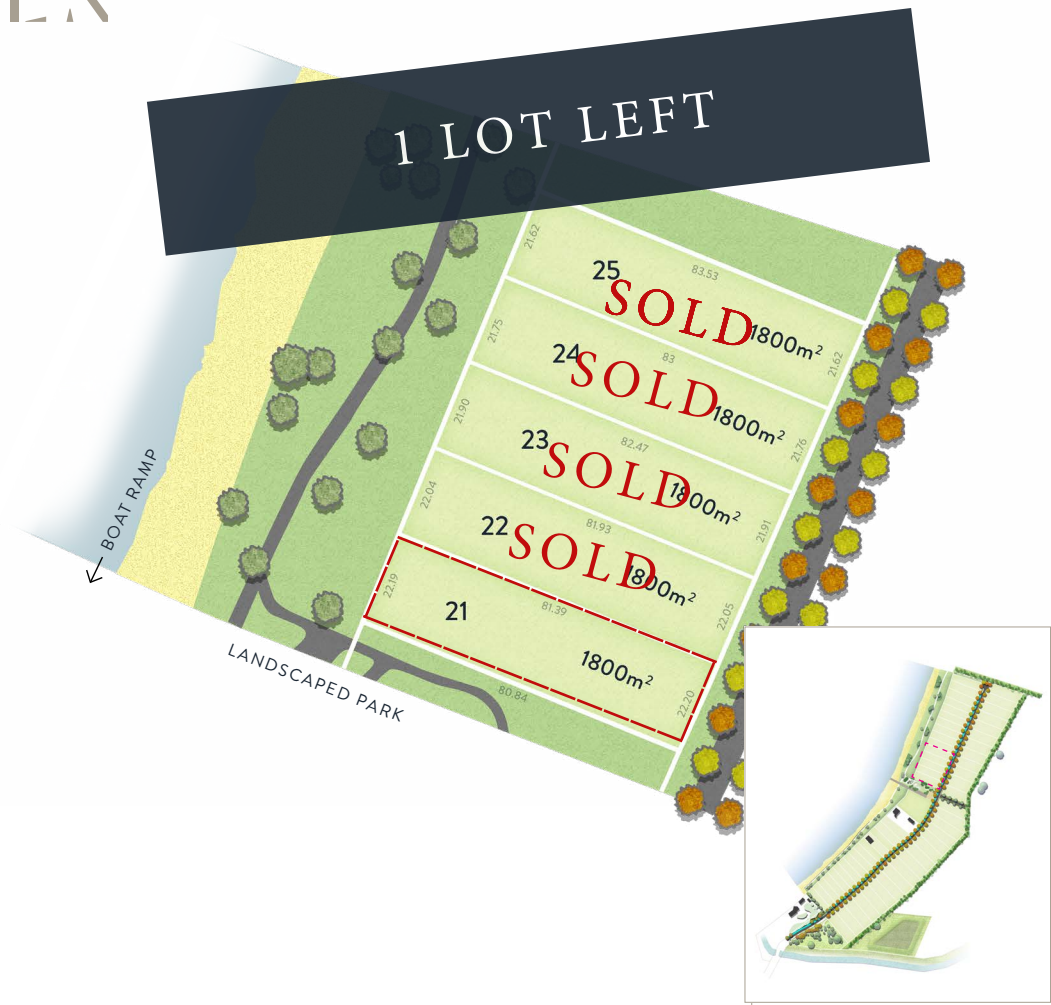 1 LOT LEFT
21.62
25
83.53
SOLD
1800m²
21.62
21.75
24
83
SOLD
1800m²
21.76
21.90
23
82.47
SOLD
1800m²
21.91
22.04
22
81.93
SOLD
1800m²
22.05
22.19
21
81.39
1800m²
22.20
80.84
BOAT RAMP
LANDSCAPED PARK